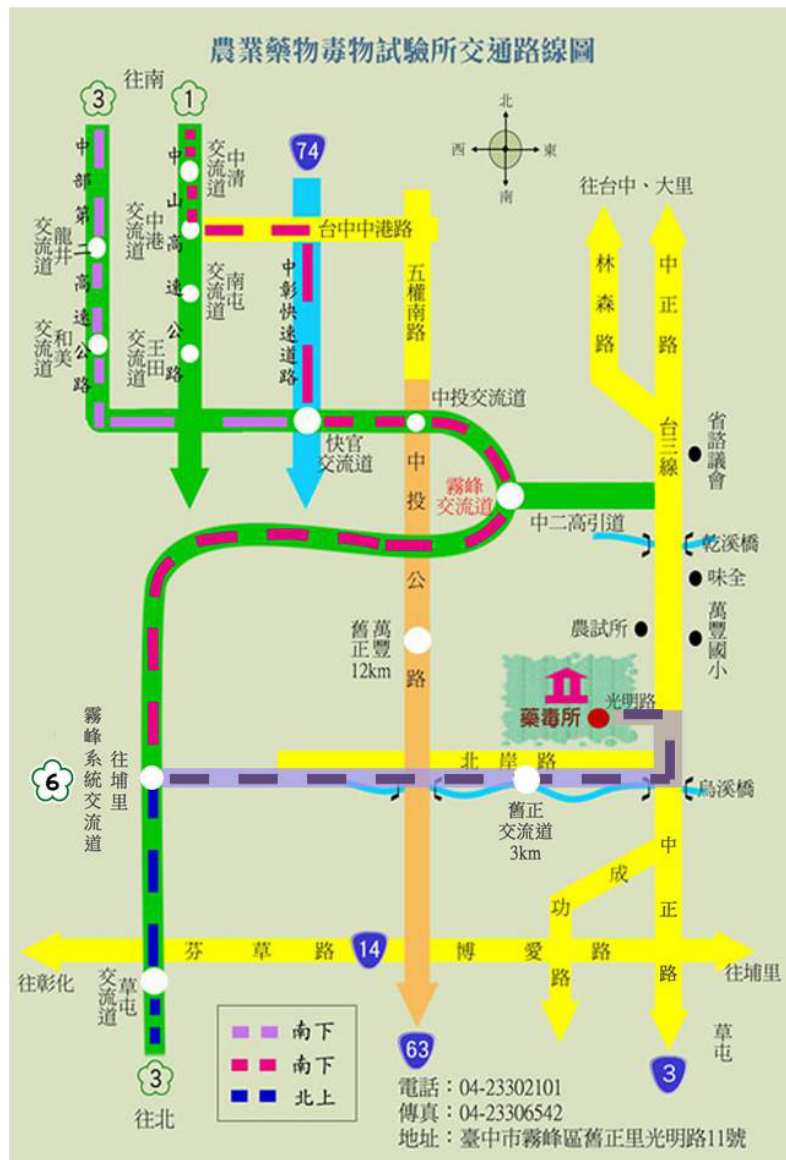 農業藥物毒物試驗所交通路線圖
往南
3
1
74
北
西
東
南
往台中、大里
中部第二高速公路
中山高速公路
中清
交流道
中港
交流道
龍井
交流道
南屯
交流道
和美
交流道
王田
交流道
台中中港路
中彰快速道路
五權南路
林森路
中正路
台三線
省諮議會
中投交流道
快官
交流道
霧峰
交流道
中二高引道
中投公路
乾溪橋
味全
農試所
萬豐國小
萬豐
舊正
12km
光明路
藥毒所
霧峰系統交流道
往埔里
6
北岸路
烏溪橋
舊正
交流道
3km
中正路
成功路
芬草路
14
博愛路
往彰化
往埔里
草屯
交流道
草屯
3
往北
南下
南下
北上
63
3
電話：04-23302101
傳真：04-23306542
地址：臺中市霧峰區舊正里光明路11號